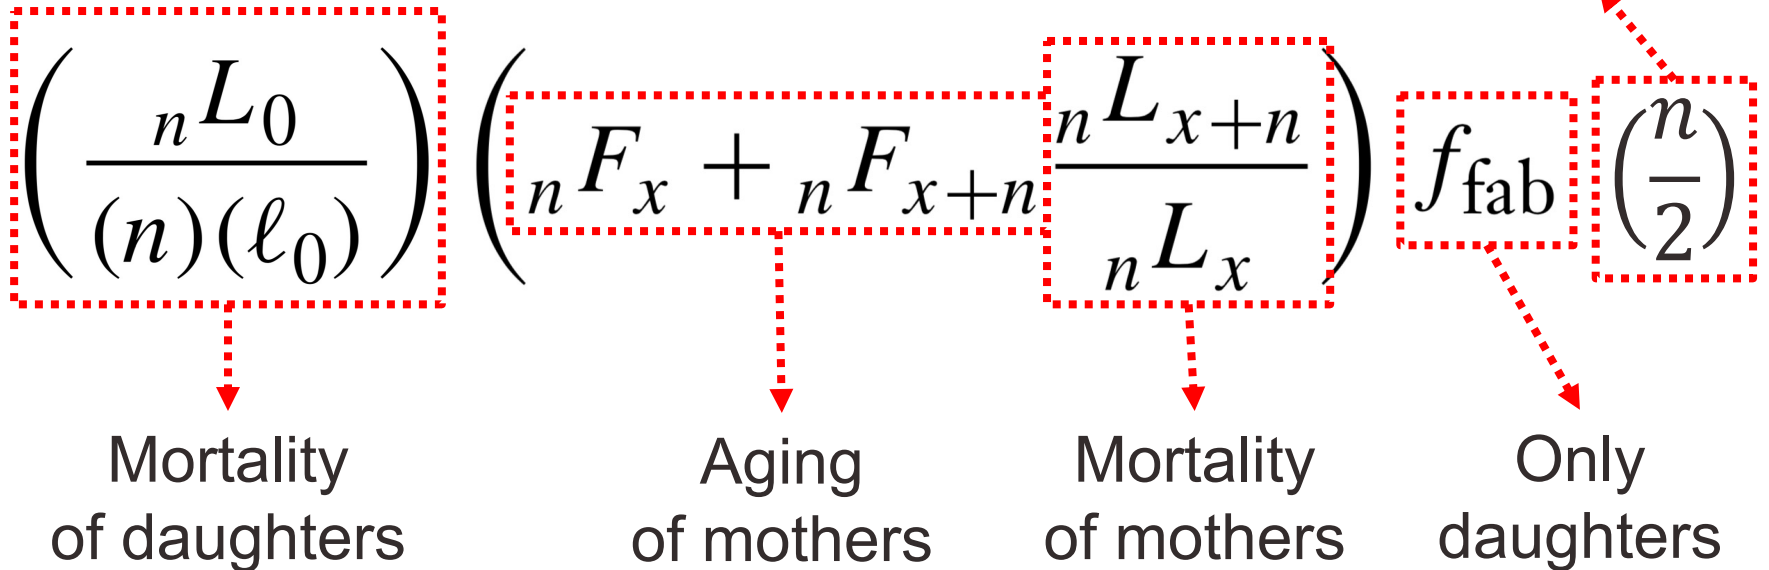 ( nL0 / (n)(ℓ0) ) ( nFx + nFx+n nLx+n / nLx ) ffab (n/2)
Mortality of daughters
Aging of mothers
Mortality of mothers
Only daughters